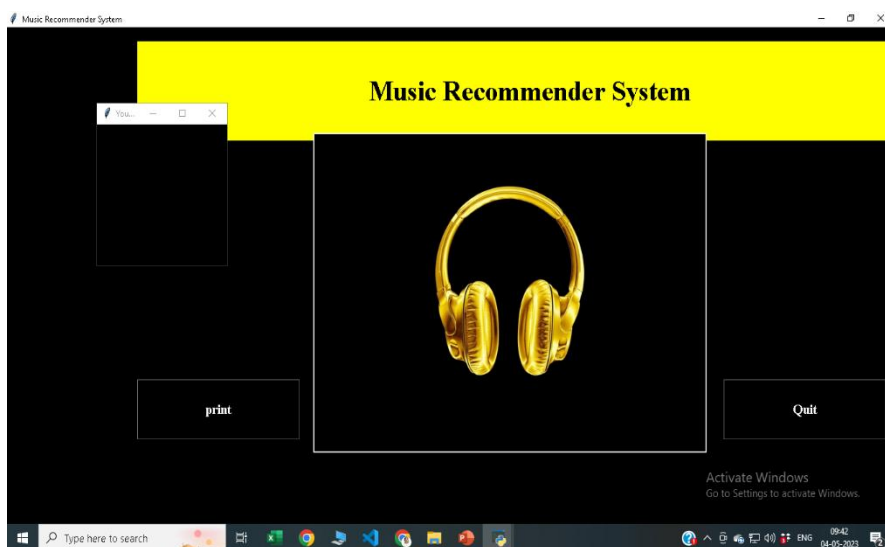 Music Recommender System
Music Recommender System
You...
print
Quit
Activate Windows
Go to Settings to activate Windows.
Type here to search
ENG
09:42
04-05-2023
2